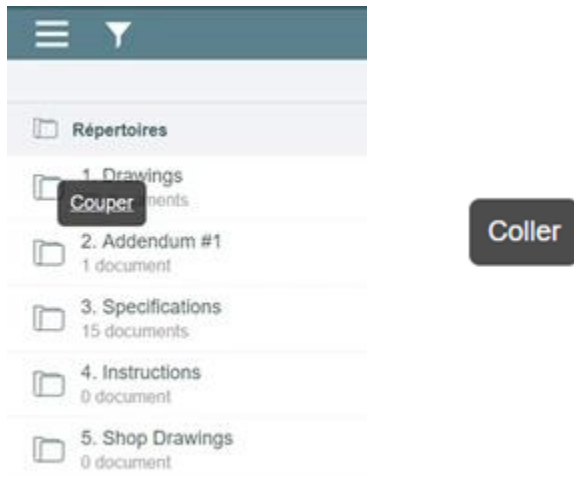 Répertoires
1. Drawings
Couper
2. Addendum #1
1 document
3. Specifications
15 documents
4. Instructions
0 document
5. Shop Drawings
0 document
Coller